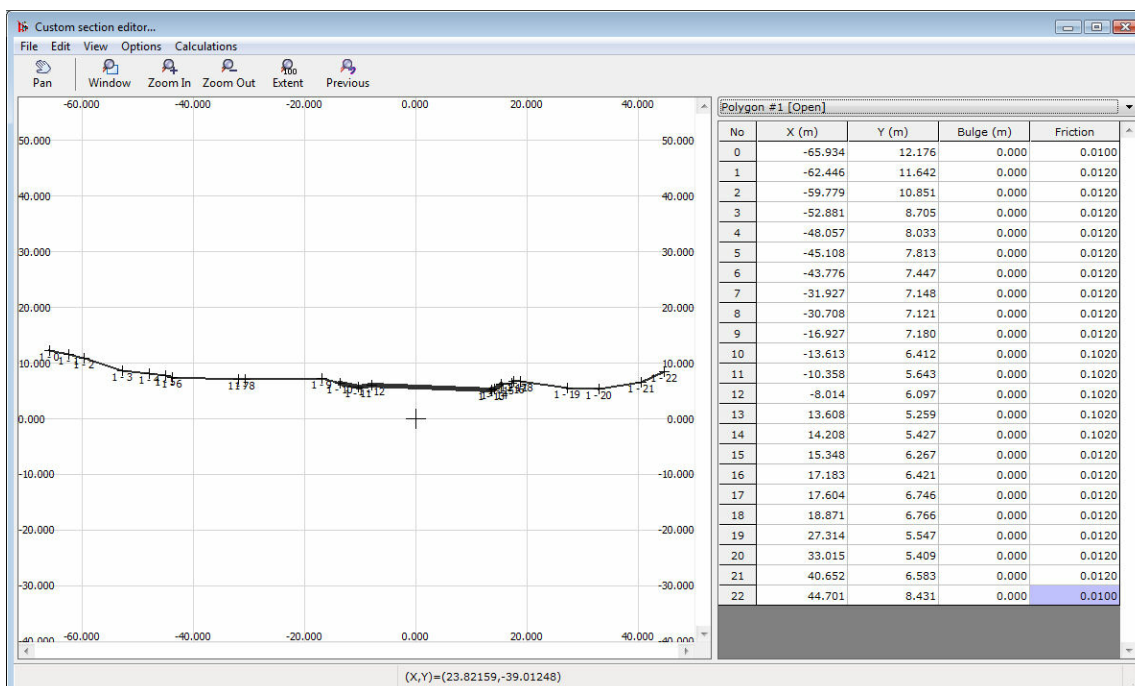 Custom section editor...
File Edit View Options Calculations
Pan Window Zoom In Zoom Out Extent Previous
100
-60.000 -40.000 -20.000 0.000 20.000 40.000
50.000 50.000
40.000 40.000
30.000 30.000
20.000 20.000
10.000 10.000
0.000 0.000
-10.000 -10.000
-20.000 -20.000
-30.000 -30.000
-40.000 -60.000 -40.000 -20.000 0.000 20.000 40.000 -40.000
1 - 3
1 - 19 1 - 20
1 - 21
1 - 22
Polygon #1 [Open]
No X (m) Y (m) Bulge (m) Friction
0 -65.934 12.176 0.000 0.0100
1 -62.446 11.642 0.000 0.0120
2 -59.779 10.851 0.000 0.0120
3 -52.881 8.705 0.000 0.0120
4 -48.057 8.033 0.000 0.0120
5 -45.108 7.813 0.000 0.0120
6 -43.776 7.447 0.000 0.0120
7 -31.927 7.148 0.000 0.0120
8 -30.708 7.121 0.000 0.0120
9 -16.927 7.180 0.000 0.0120
10 -13.613 6.412 0.000 0.1020
11 -10.358 5.643 0.000 0.1020
12 -8.014 6.097 0.000 0.1020
13 13.608 5.259 0.000 0.1020
14 14.208 5.427 0.000 0.1020
15 15.348 6.267 0.000 0.0120
16 17.183 6.421 0.000 0.0120
17 17.604 6.746 0.000 0.0120
18 18.871 6.766 0.000 0.0120
19 27.314 5.547 0.000 0.0120
20 33.015 5.409 0.000 0.0120
21 40.652 6.583 0.000 0.0120
22 44.701 8.431 0.000 0.0100
(X,Y)=(23.82159,-39.01248)